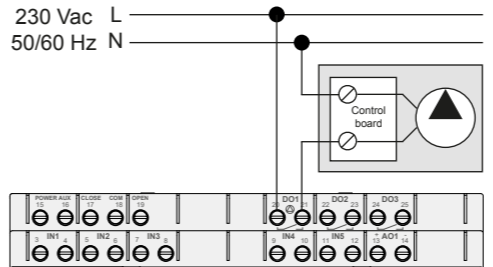 230 Vac L
50/60 Hz N
Control
board
POWER AUX CLOSE COM OPEN DO1 DO2 DO3
15 16 17 18 19 20 21 22 23 24 25
IN1 IN2 IN3 IN4 IN5 AO1
3 4 5 6 7 8 9 10 11 12 13 14